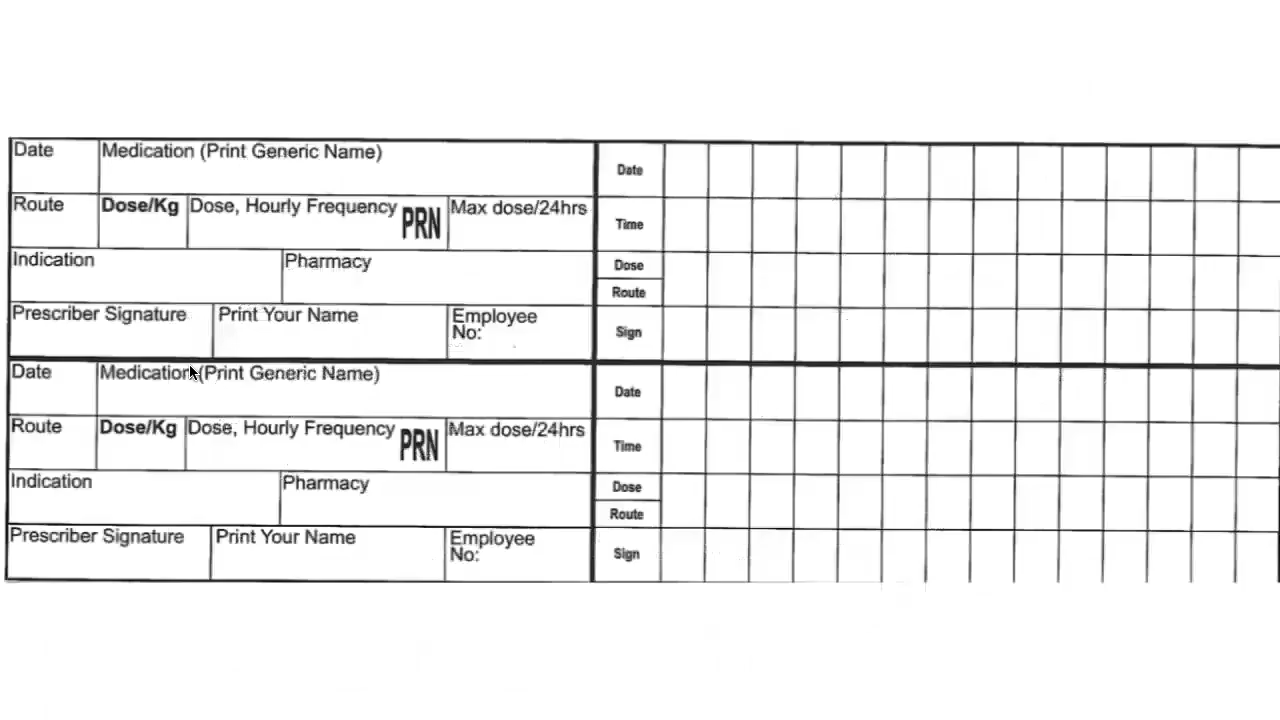 Date Medication (Print Generic Name) Date
Route Dose/Kg Dose, Hourly Frequency PRN Max dose/24hrs Time
Indication Pharmacy Dose
Route
Prescriber Signature Print Your Name Employee No: Sign
Date Medication (Print Generic Name) Date
Route Dose/Kg Dose, Hourly Frequency PRN Max dose/24hrs Time
Indication Pharmacy Dose
Route
Prescriber Signature Print Your Name Employee No: Sign